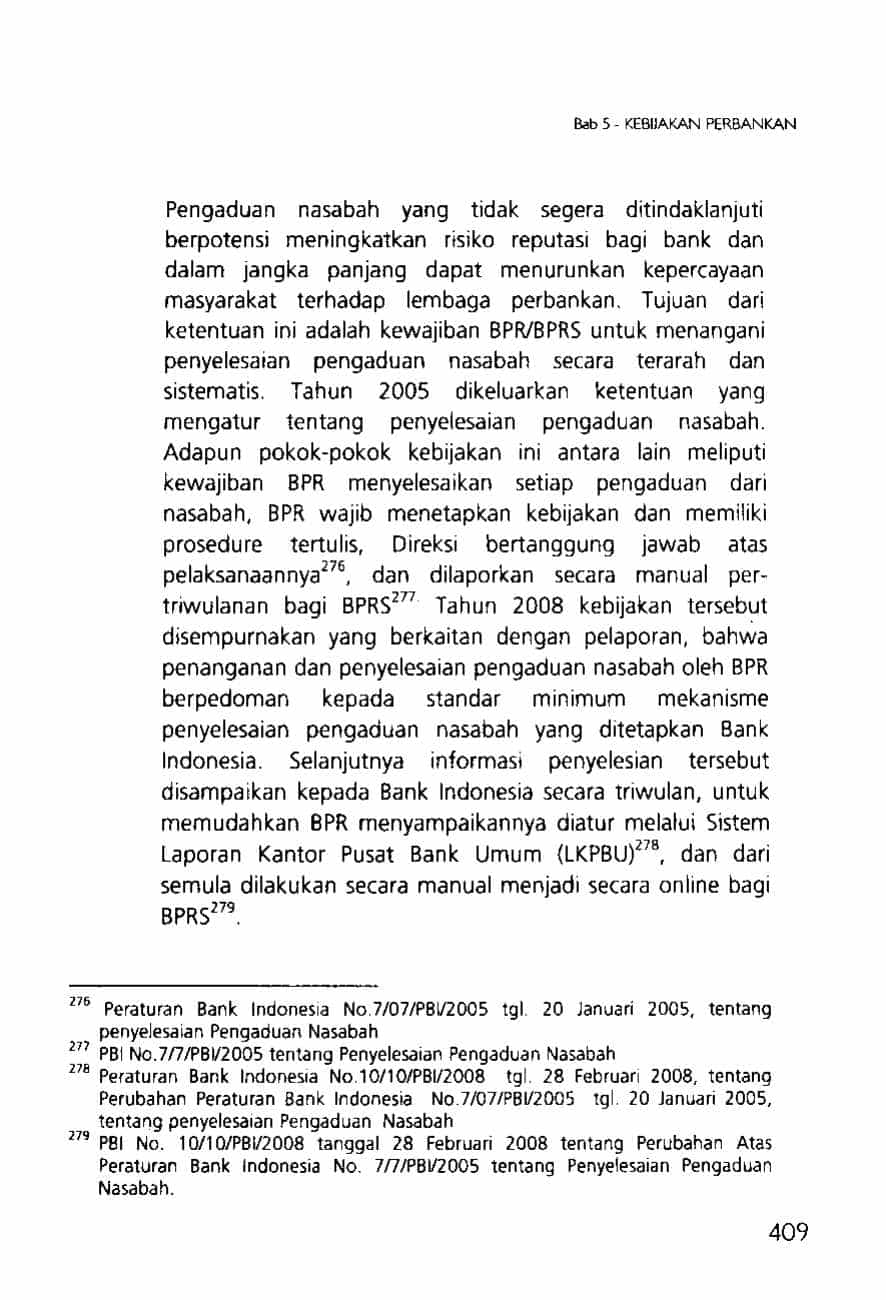 Bab 5 - KEBIJAKAN PERBANKAN
Pengaduan nasabah yang tidak segera ditindaklanjuti
berpotensi meningkatkan risiko reputasi bagi bank dan
dalam jangka panjang dapat menurunkan kepercayaan
masyarakat terhadap lembaga perbankan. Tujuan dari
ketentuan ini adalah kewajiban BPR/BPRS untuk menangani
penyelesaian pengaduan nasabah secara terarah dan
sistematis. Tahun 2005 dikeluarkan ketentuan yang
mengatur tentang penyelesaian pengaduan nasabah.
Adapun pokok-pokok kebijakan ini antara lain meliputi
kewajiban BPR menyelesaikan setiap pengaduan dari
nasabah, BPR wajib menetapkan kebijakan dan memiliki
prosedure tertulis, Direksi bertanggung jawab atas
pelaksanaannya²⁷⁶, dan dilaporkan secara manual per-
triwulanan bagi BPRS²⁷⁷. Tahun 2008 kebijakan tersebut
disempurnakan yang berkaitan dengan pelaporan, bahwa
penanganan dan penyelesaian pengaduan nasabah oleh BPR
berpedoman kepada standar minimum mekanisme
penyelesaian pengaduan nasabah yang ditetapkan Bank
Indonesia. Selanjutnya informasi penyelesian tersebut
disampaikan kepada Bank Indonesia secara triwulan, untuk
memudahkan BPR menyampaikannya diatur melalui Sistem
Laporan Kantor Pusat Bank Umum (LKPBU)²⁷⁸, dan dari
semula dilakukan secara manual menjadi secara online bagi
BPRS²⁷⁹.
²⁷⁶ Peraturan Bank Indonesia No.7/07/PBI/2005 tgl. 20 Januari 2005, tentang
penyelesaian Pengaduan Nasabah
²⁷⁷ PBI No.7/7/PBI/2005 tentang Penyelesaian Pengaduan Nasabah
²⁷⁸ Peraturan Bank Indonesia No.10/10/PBI/2008 tgl. 28 Februari 2008, tentang
Perubahan Peraturan Bank Indonesia No.7/07/PBI/2005 tgl. 20 Januari 2005,
tentang penyelesaian Pengaduan Nasabah
²⁷⁹ PBI No. 10/10/PBI/2008 tanggal 28 Februari 2008 tentang Perubahan Atas
Peraturan Bank Indonesia No. 7/7/PBI/2005 tentang Penyelesaian Pengaduan
Nasabah.
409